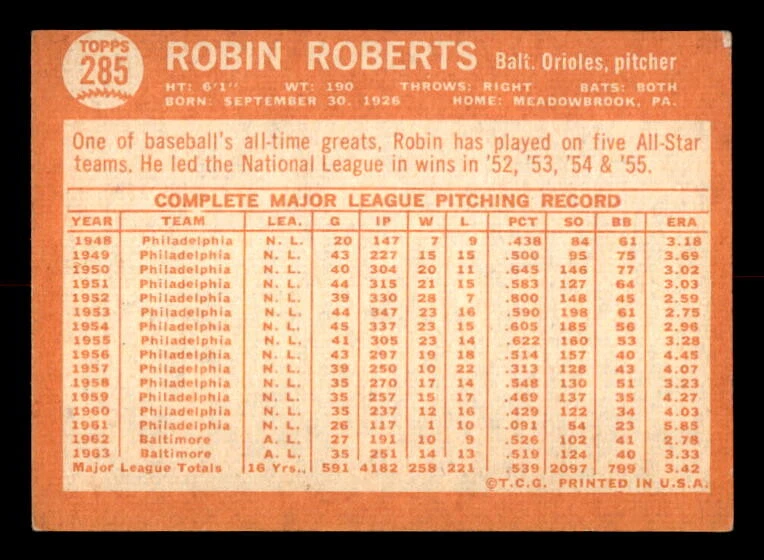 TOPPS
285
ROBIN ROBERTS Balt. Orioles, pitcher
HT: 6'1" WT: 190 THROWS: RIGHT BATS: BOTH
BORN: SEPTEMBER 30, 1926 HOME: MEADOWBROOK, PA.
One of baseball's all-time greats, Robin has played on five All-Star
teams. He led the National League in wins in '52, '53, '54 & '55.
COMPLETE MAJOR LEAGUE PITCHING RECORD
YEAR TEAM LEA. G IP W L PCT SO BB ERA
1948 Philadelphia N. L. 20 147 7 9 .438 84 61 3.18
1949 Philadelphia N. L. 43 227 15 15 .500 95 75 3.69
1950 Philadelphia N. L. 40 304 20 11 .645 146 77 3.02
1951 Philadelphia N. L. 44 315 21 15 .583 127 64 3.03
1952 Philadelphia N. L. 39 330 28 7 .800 148 45 2.59
1953 Philadelphia N. L. 44 347 23 16 .590 198 61 2.75
1954 Philadelphia N. L. 45 337 23 15 .605 185 56 2.96
1955 Philadelphia N. L. 41 305 23 14 .622 160 53 3.28
1956 Philadelphia N. L. 43 297 19 18 .514 157 40 4.45
1957 Philadelphia N. L. 39 250 10 22 .313 128 43 4.07
1958 Philadelphia N. L. 35 270 17 14 .548 130 51 3.23
1959 Philadelphia N. L. 35 257 15 17 .469 137 35 4.27
1960 Philadelphia N. L. 35 237 12 16 .429 122 34 4.03
1961 Philadelphia N. L. 26 117 1 10 .091 54 23 5.85
1962 Baltimore A. L. 27 191 10 9 .526 102 41 2.78
1963 Baltimore A. L. 35 251 14 13 .519 124 40 3.33
Major League Totals 16 Yrs. 591 4182 258 221 .539 2097 799 3.42
©T.C.G. PRINTED IN U.S.A.